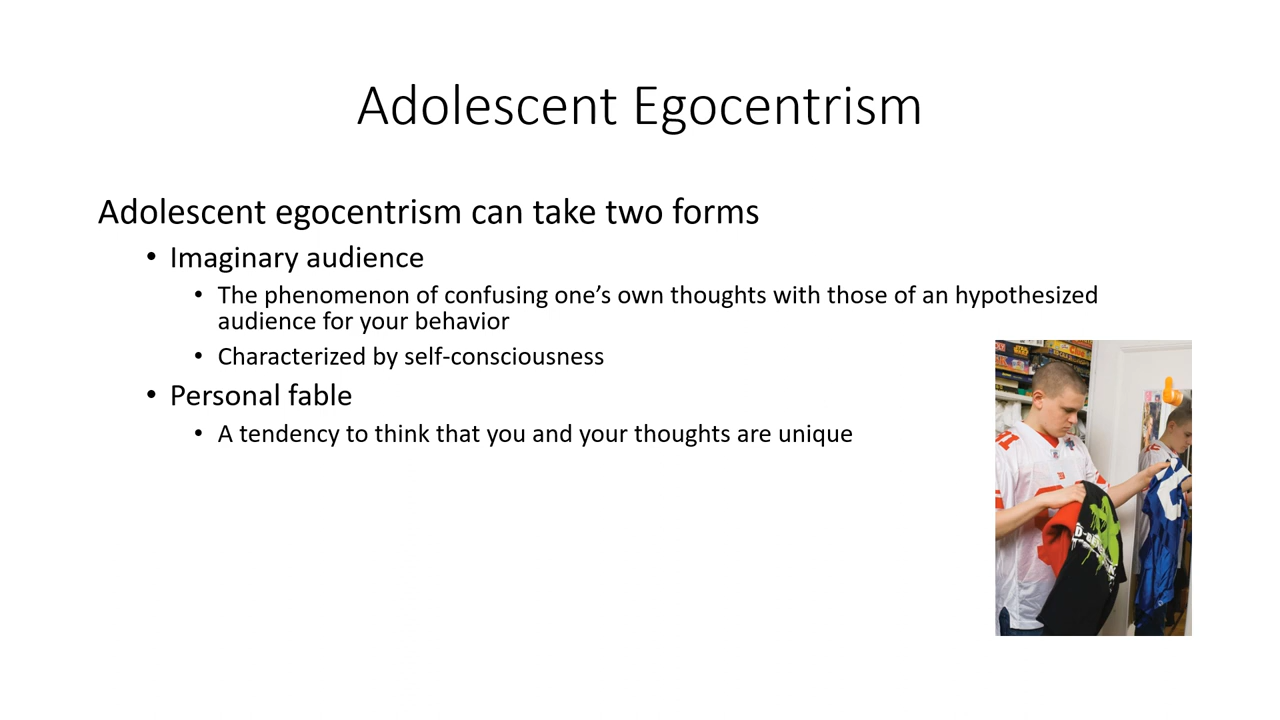 Adolescent Egocentrism
Adolescent egocentrism can take two forms
• Imaginary audience
• The phenomenon of confusing one’s own thoughts with those of an hypothesized
audience for your behavior
• Characterized by self-consciousness
• Personal fable
• A tendency to think that you and your thoughts are unique